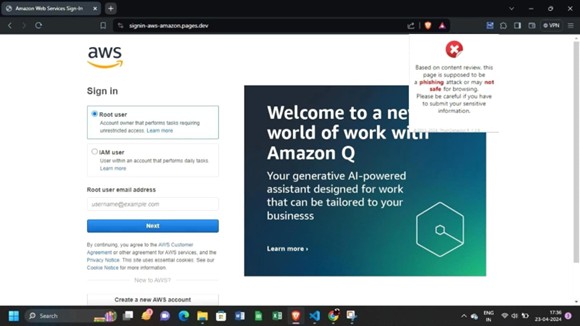 Amazon Web Services Sign-In
signin-aws-amazon.pages.dev
VPN
aws
Sign in
Root user
Account owner that performs tasks requiring
unrestricted access. Learn more
IAM user
User within an account that performs daily tasks
Learn more
Root user email address
username@example.com
Next
By continuing, you agree to the AWS Customer
Agreement or other agreement for AWS services, and the
Privacy Notice. This site uses essential cookies. See our
Cookie Notice for more information.
New to AWS?
Create a new AWS account
Welcome to a ne
world of work with
Amazon Q
Your generative AI-powered
assistant designed for work
that can be tailored to your
businesss
Learn more ›
Based on content review, this
page is supposed to be
a phishing attack or may not
safe for browsing.
Please be careful if you have
to submit your sensitive
information.
Search
ENG
IN
17:36
23-04-2024